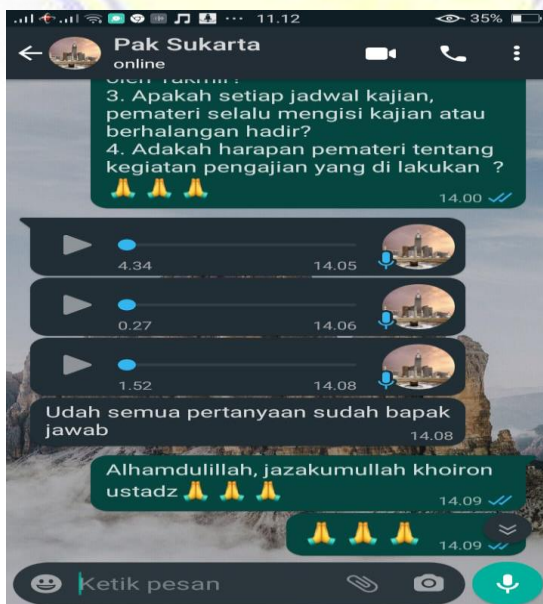 11.12
35%
Pak Sukarta
online
3. Apakah setiap jadwal kajian,
pemateri selalu mengisi kajian atau
berhalangan hadir?
4. Adakah harapan pemateri tentang
kegiatan pengajian yang di lakukan ?
14.00
4.34
14.05
0.27
14.06
1.52
14.08
Udah semua pertanyaan sudah bapak
jawab
14.08
Alhamdulillah, jazakumullah khoiron
ustadz
14.09
14.09
Ketik pesan